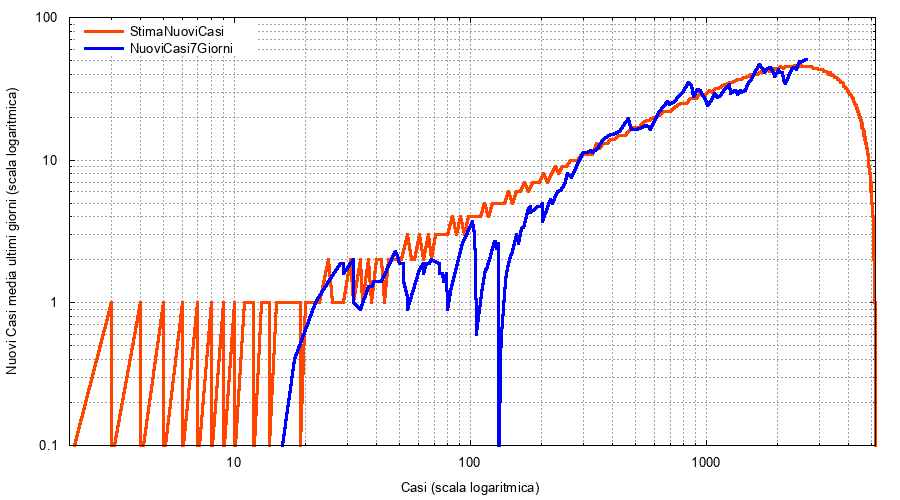 100
StimaNuoviCasi
NuoviCasi7Giorni
10
1
0.1
10
100
1000
Nuovi Casi media ultimi giorni (scala logaritmica)
Casi (scala logaritmica)